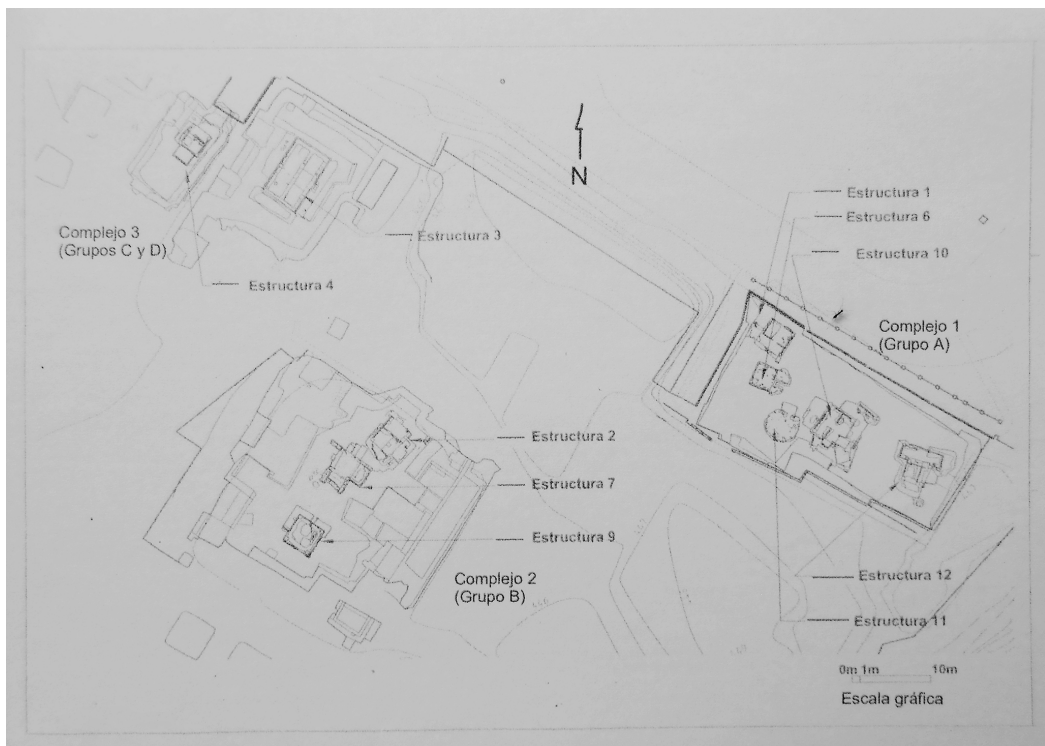 N
Estructura 1
Estructura 6
Estructura 10
Complejo 3
(Grupos C y D)
Estructura 3
Estructura 4
Complejo 1
(Grupo A)
Estructura 2
Estructura 7
Estructura 9
Complejo 2
(Grupo B)
Estructura 12
Estructura 11
0m 1m 10m
Escala gráfica